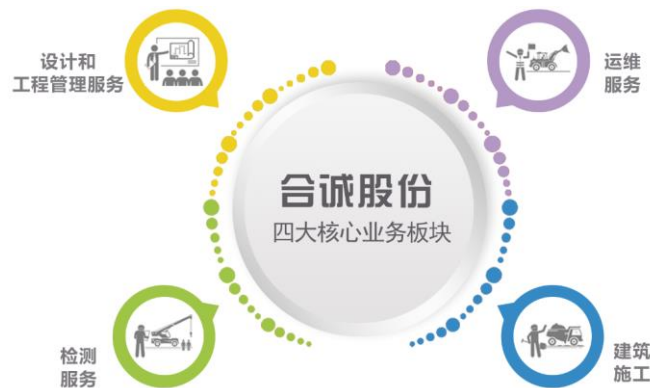 设计和
工程管理服务
运维
服务
合诚股份
四大核心业务板块
检测
服务
建筑
施工